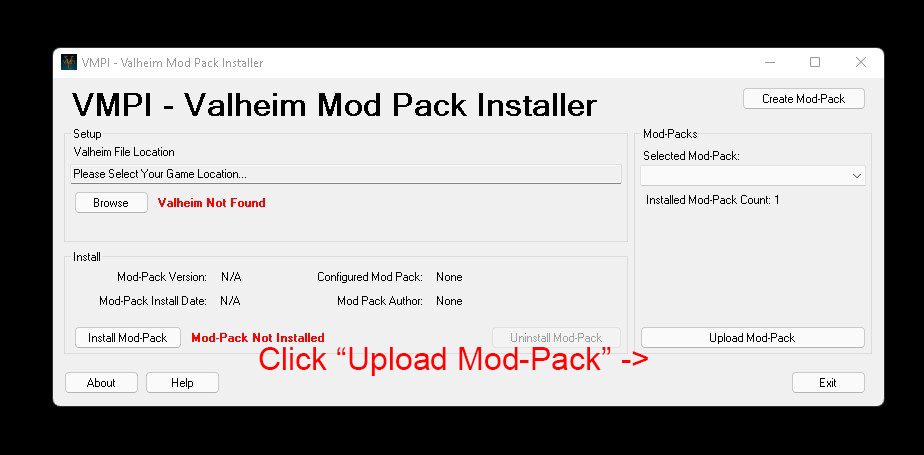 VMPI - Valheim Mod Pack Installer
VMPI - Valheim Mod Pack Installer
Create Mod-Pack
Setup
Valheim File Location
Please Select Your Game Location...
Browse
Valheim Not Found
Mod-Packs
Selected Mod-Pack:
Installed Mod-Pack Count: 1
Install
Mod-Pack Version: N/A Configured Mod Pack: None
Mod-Pack Install Date: N/A Mod Pack Author: None
Install Mod-Pack Mod-Pack Not Installed Uninstall Mod-Pack
Upload Mod-Pack
Click “Upload Mod-Pack” ->
About Help Exit